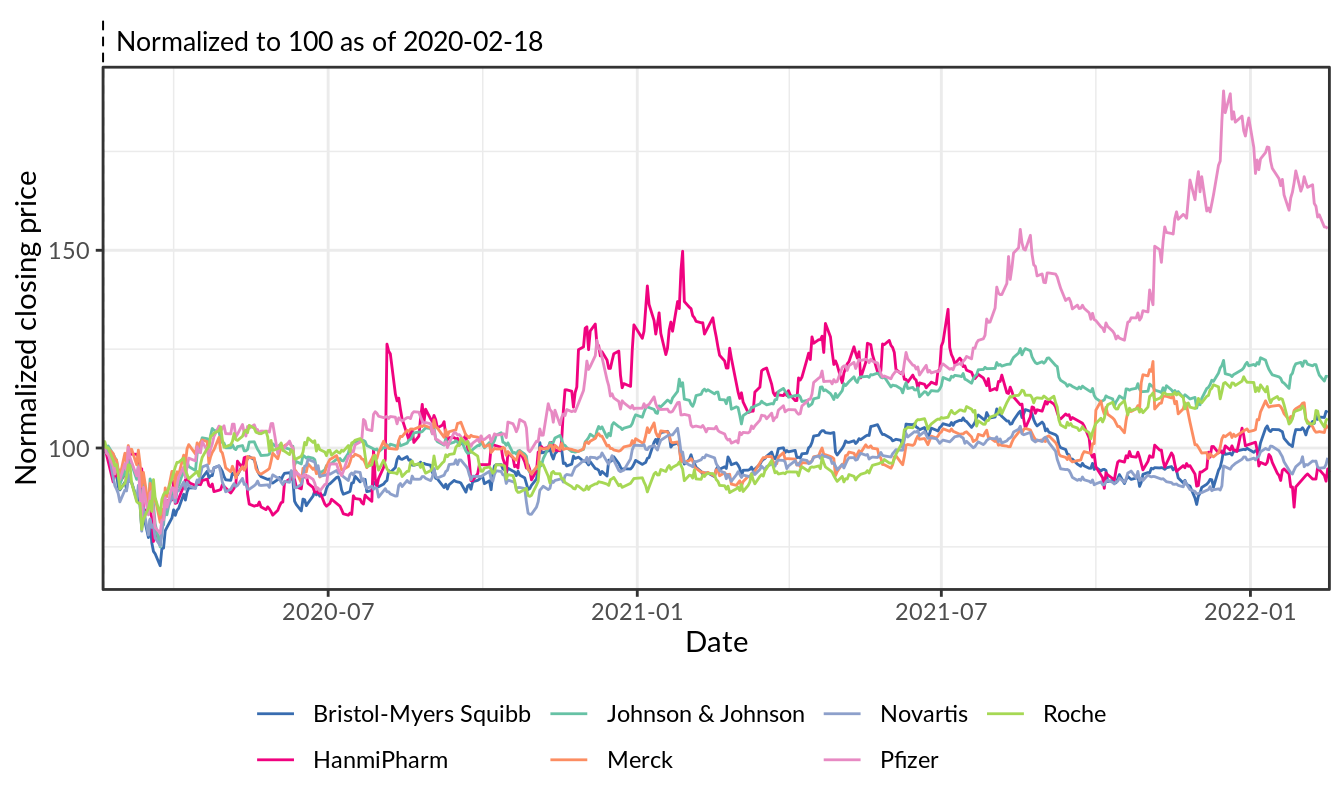 Normalized to 100 as of 2020-02-18
Normalized closing price
150
100
2020-07
2021-01
2021-07
2022-01
Date
Bristol-Myers Squibb
Johnson & Johnson
Novartis
Roche
HanmiPharm
Merck
Pfizer